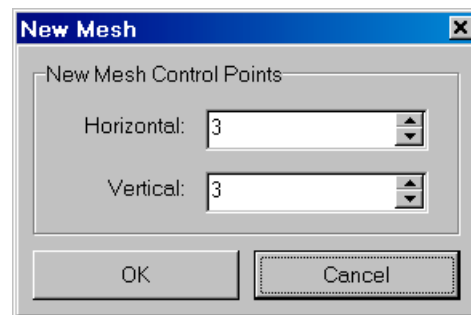 New Mesh
New Mesh Control Points
Horizontal: 3
Vertical: 3
OK Cancel